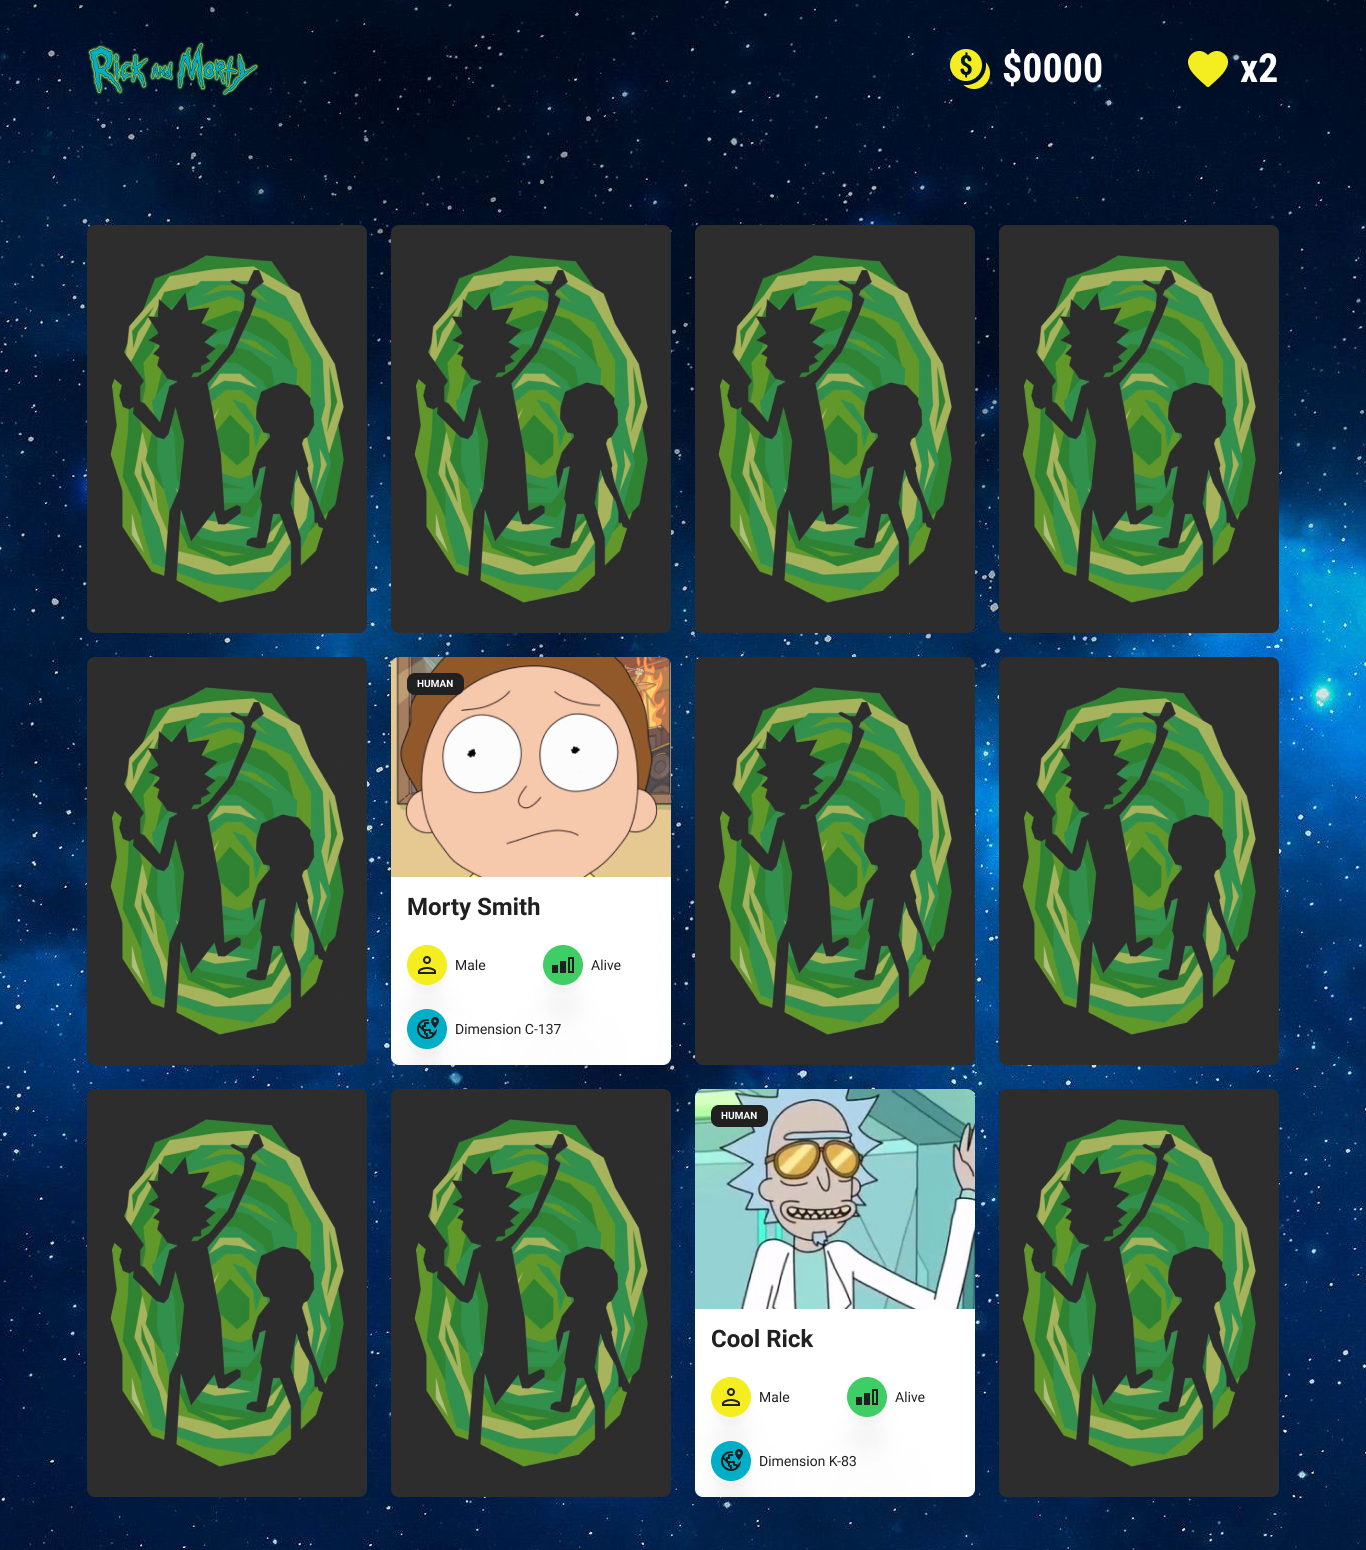 Rick and Morty
$0000
x2
HUMAN
Morty Smith
Male
Alive
Dimension C-137
HUMAN
Cool Rick
Male
Alive
Dimension K-83